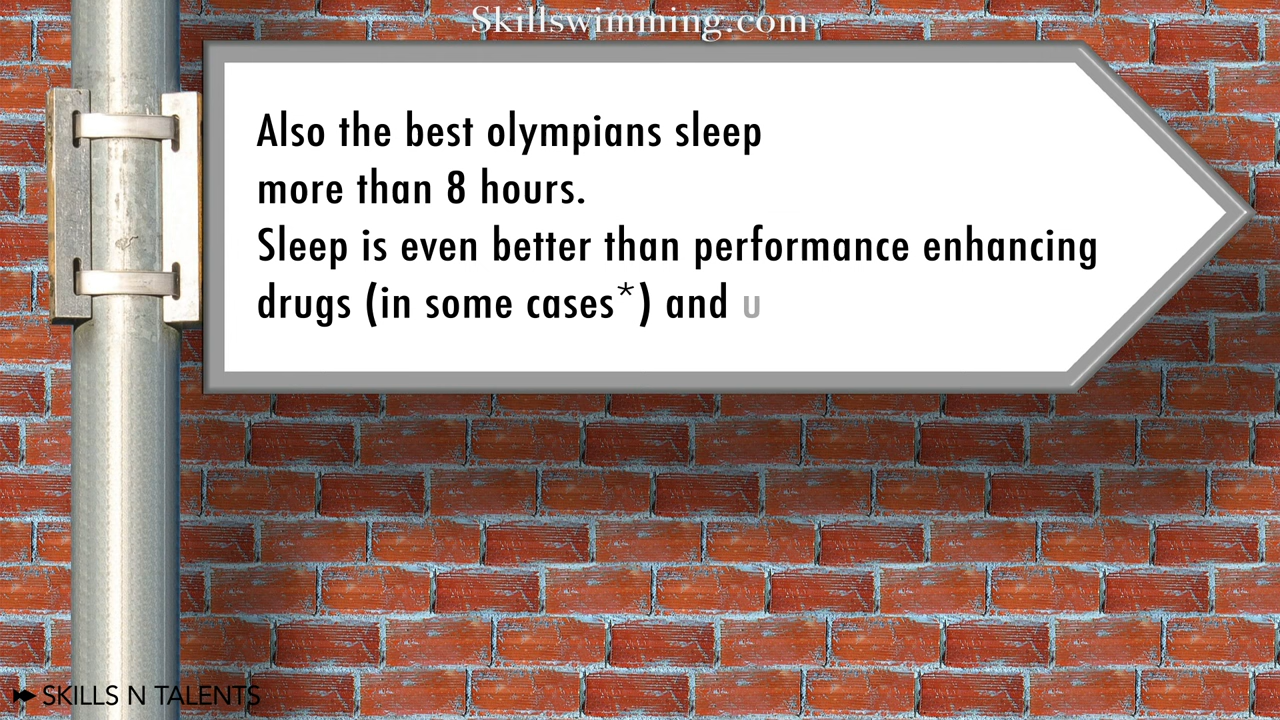 Skillswimming.com
Also the best olympians sleep
more than 8 hours.
Sleep is even better than performance enhancing
drugs (in some cases*) and u
SKILLS N TALENTS